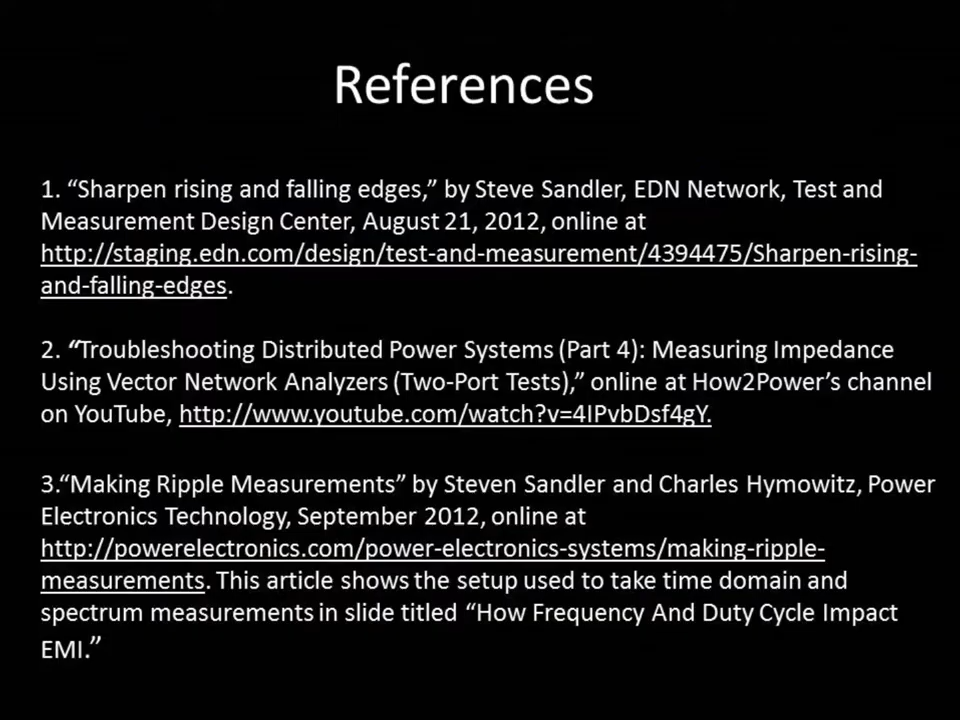 References
1. “Sharpen rising and falling edges,” by Steve Sandler, EDN Network, Test and
Measurement Design Center, August 21, 2012, online at
http://staging.edn.com/design/test-and-measurement/4394475/Sharpen-rising-
and-falling-edges.
2. “Troubleshooting Distributed Power Systems (Part 4): Measuring Impedance
Using Vector Network Analyzers (Two-Port Tests),” online at How2Power’s channel
on YouTube, http://www.youtube.com/watch?v=4IPvbDsf4gY.
3.“Making Ripple Measurements” by Steven Sandler and Charles Hymowitz, Power
Electronics Technology, September 2012, online at
http://powerelectronics.com/power-electronics-systems/making-ripple-
measurements. This article shows the setup used to take time domain and
spectrum measurements in slide titled “How Frequency And Duty Cycle Impact
EMI.”